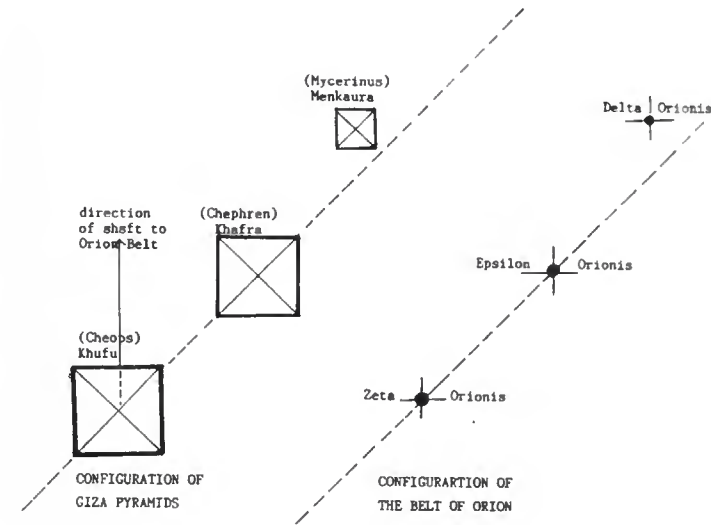 (Mycerinus)
Menkaura
Delta Orionis
direction
of shaft to
Orion Belt
(Chephren)
Khafra
Epsilon Orionis
(Cheops)
Khufu
Zeta Orionis
CONFIGURATION OF
GIZA PYRAMIDS
CONFIGURARTION OF
THE BELT OF ORION